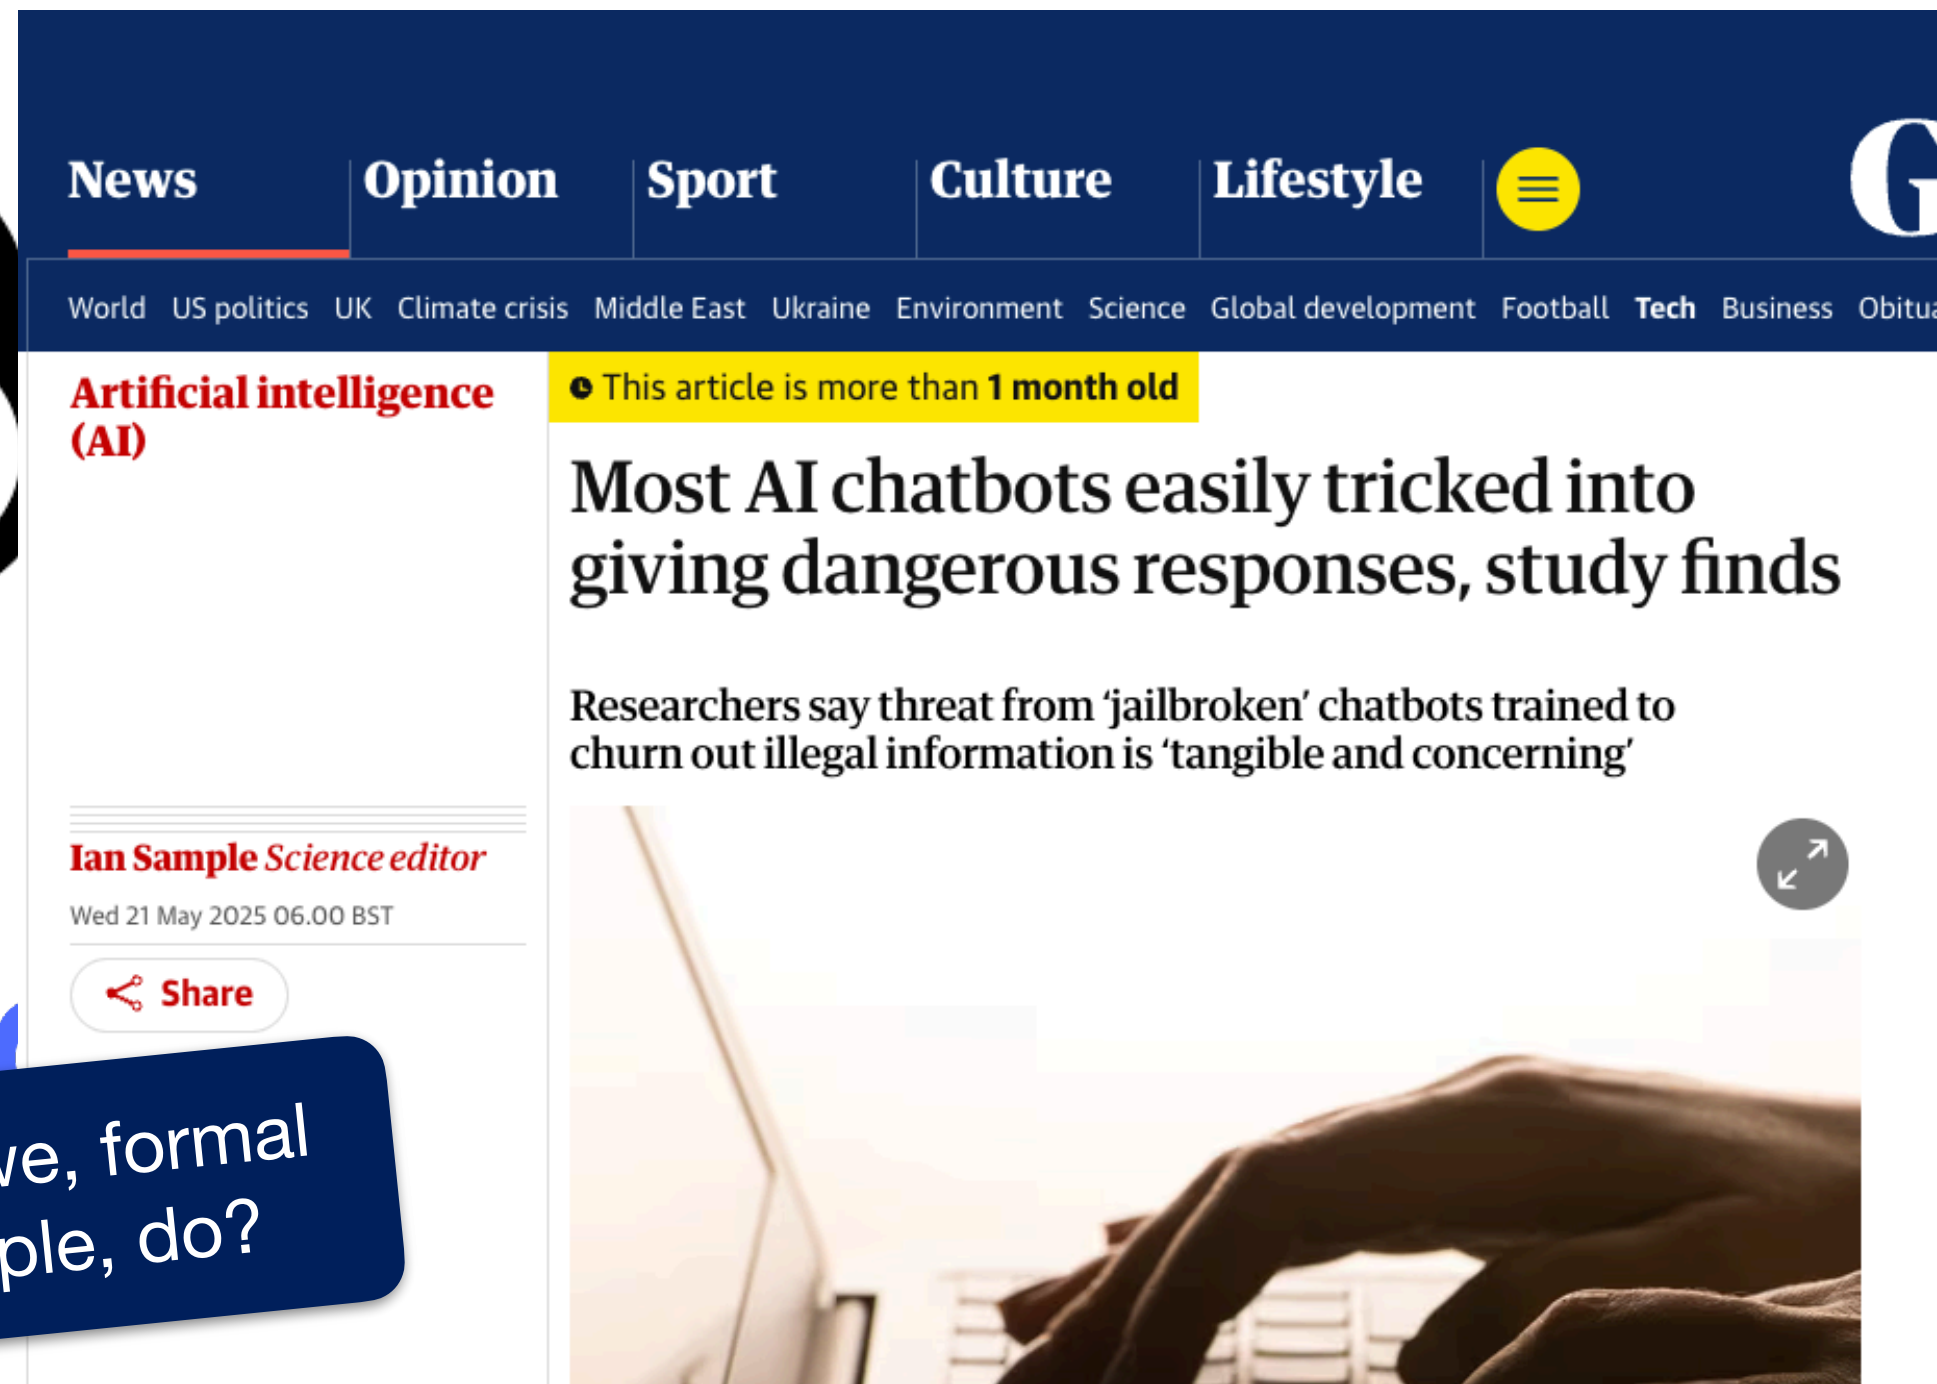 News Opinion Sport Culture Lifestyle G
World US politics UK Climate crisis Middle East Ukraine Environment Science Global development Football Tech Business Obitua
Artificial intelligence
(AI)
This article is more than 1 month old
Most AI chatbots easily tricked into
giving dangerous responses, study finds
Researchers say threat from ‘jailbroken’ chatbots trained to
churn out illegal information is ‘tangible and concerning’
Ian Sample Science editor
Wed 21 May 2025 06.00 BST
Share
ve, formal
ple, do?